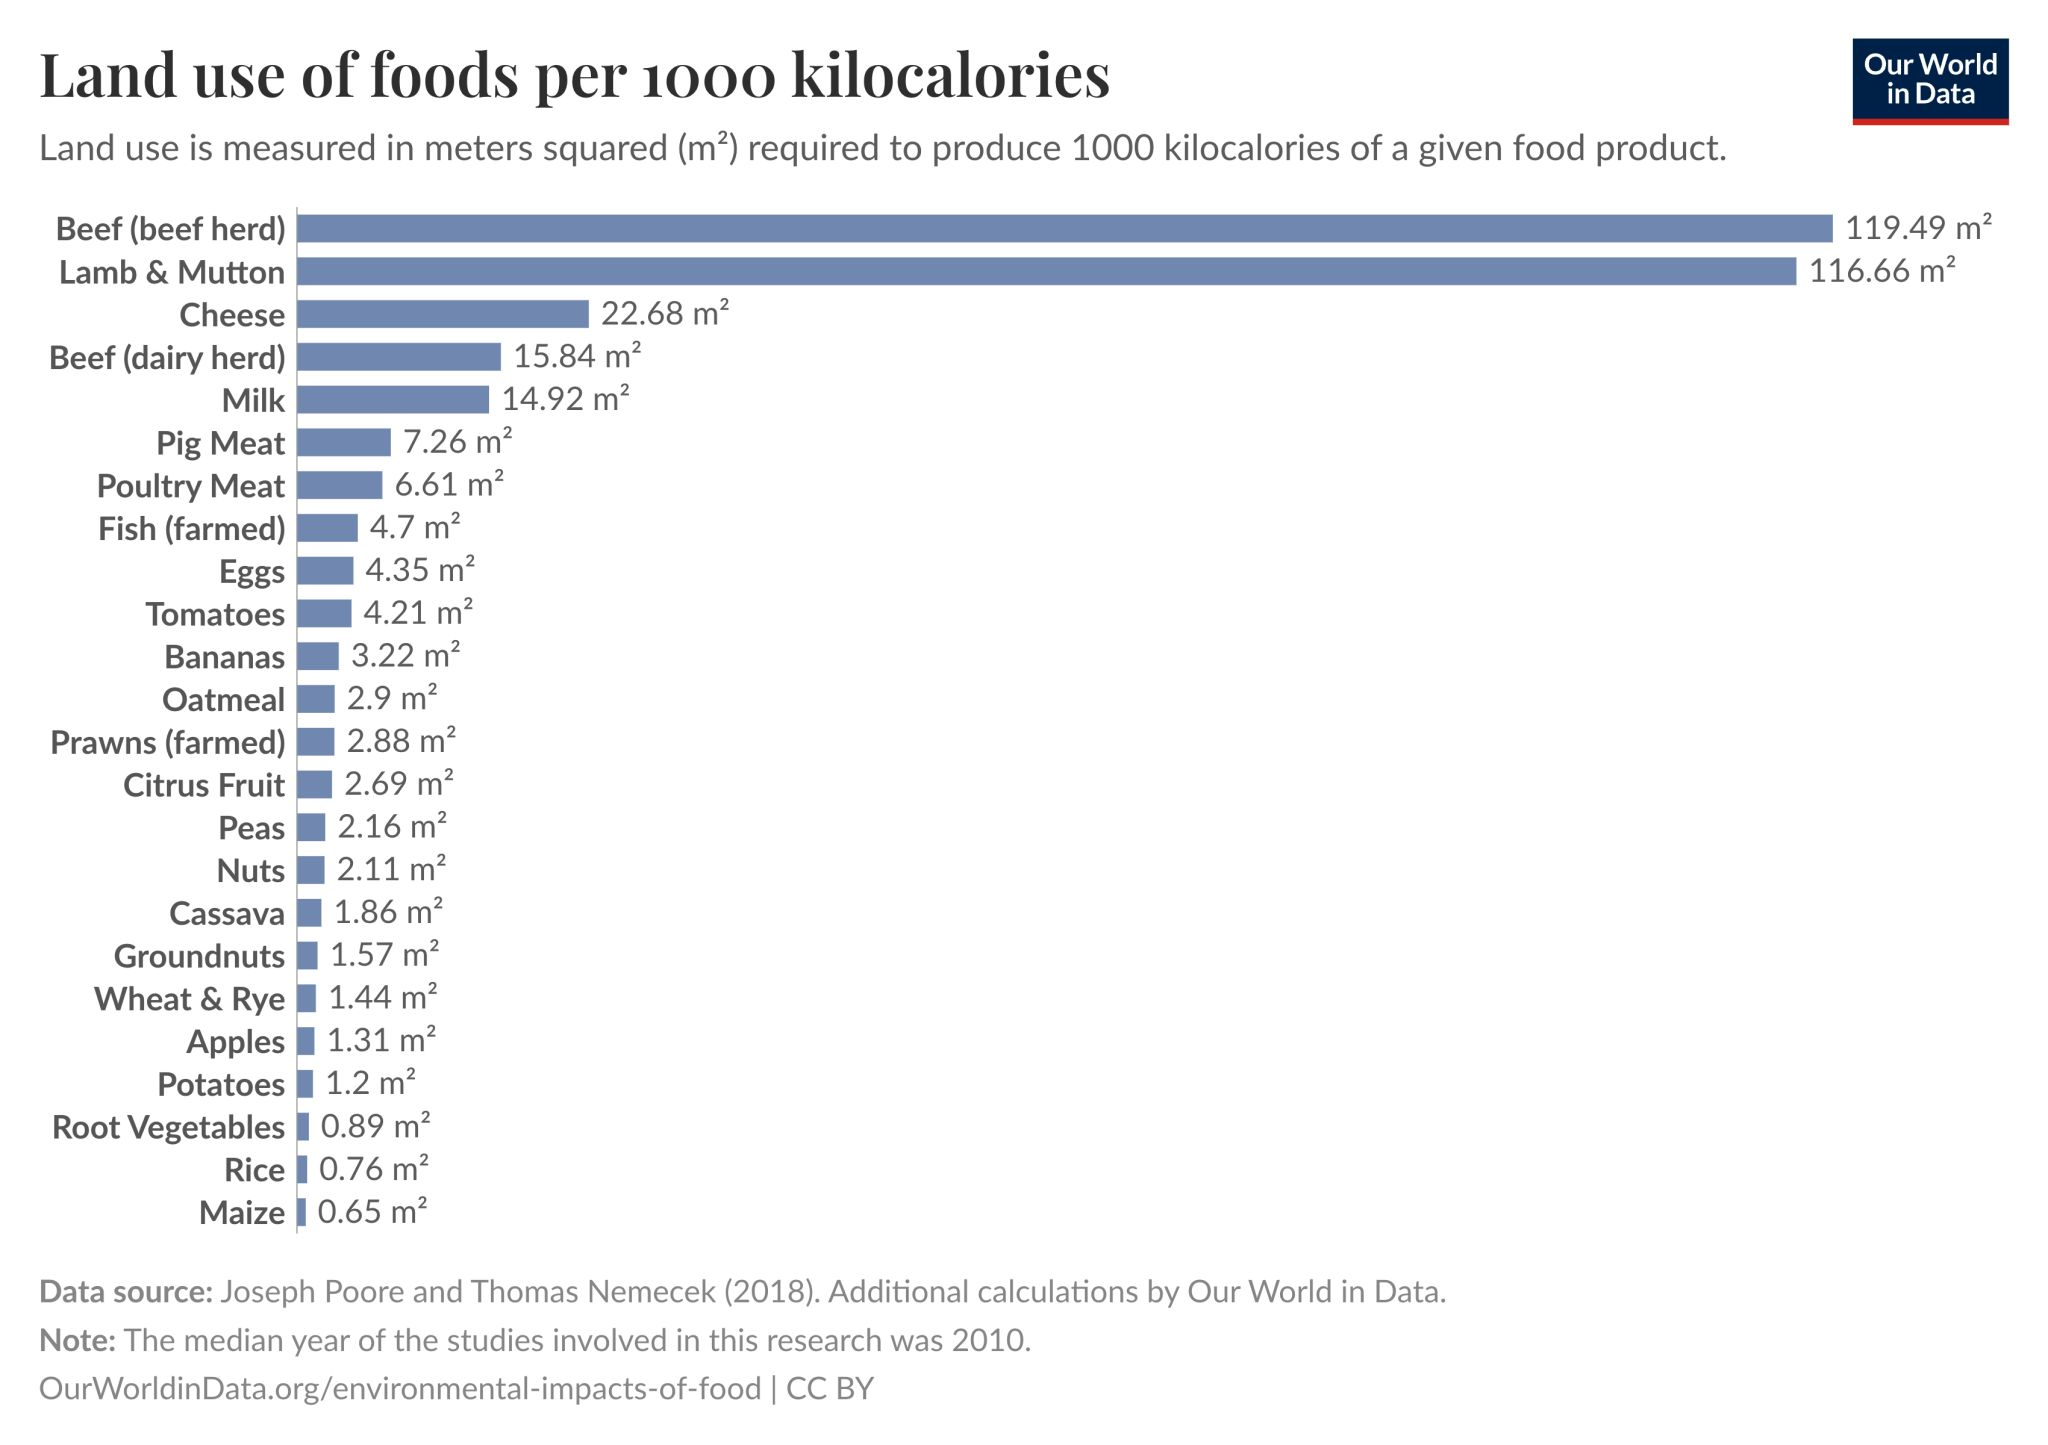 Land use of foods per 1000 kilocalories
Our World
in Data
Land use is measured in meters squared (m²) required to produce 1000 kilocalories of a given food product.
Beef (beef herd) 119.49 m²
Lamb & Mutton 116.66 m²
Cheese 22.68 m²
Beef (dairy herd) 15.84 m²
Milk 14.92 m²
Pig Meat 7.26 m²
Poultry Meat 6.61 m²
Fish (farmed) 4.7 m²
Eggs 4.35 m²
Tomatoes 4.21 m²
Bananas 3.22 m²
Oatmeal 2.9 m²
Prawns (farmed) 2.88 m²
Citrus Fruit 2.69 m²
Peas 2.16 m²
Nuts 2.11 m²
Cassava 1.86 m²
Groundnuts 1.57 m²
Wheat & Rye 1.44 m²
Apples 1.31 m²
Potatoes 1.2 m²
Root Vegetables 0.89 m²
Rice 0.76 m²
Maize 0.65 m²
Data source: Joseph Poore and Thomas Nemecek (2018). Additional calculations by Our World in Data.
Note: The median year of the studies involved in this research was 2010.
OurWorldinData.org/environmental-impacts-of-food | CC BY